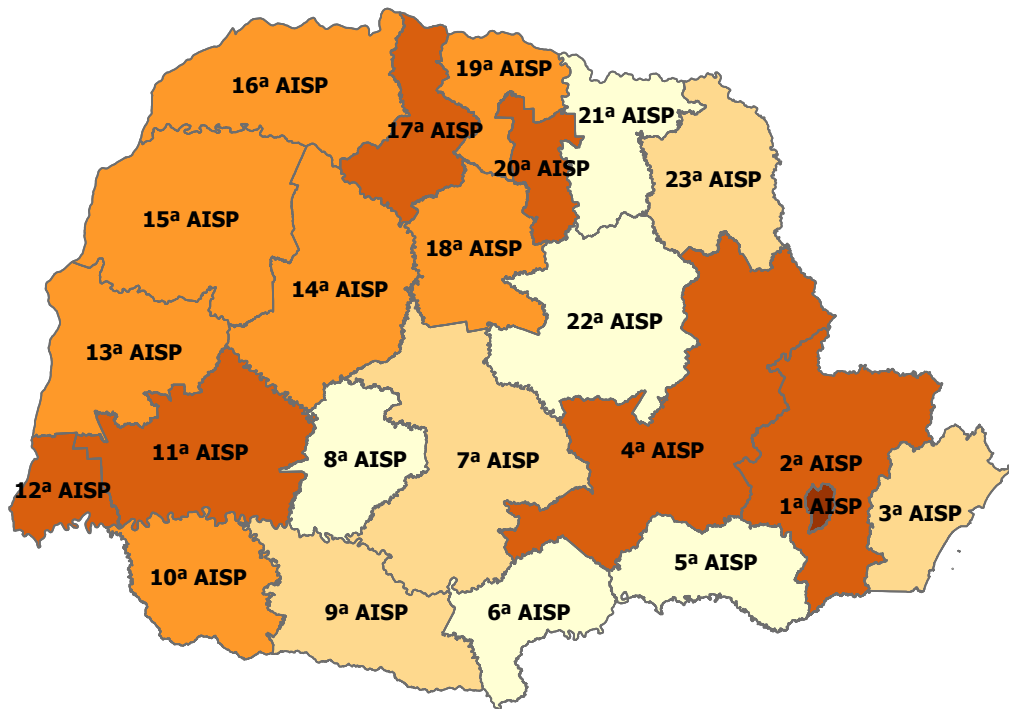 19ª AISP
16ª AISP
21ª AISP
17ª AISP
20ª AISP
23ª AISP
15ª AISP
18ª AISP
14ª AISP
22ª AISP
13ª AISP
11ª AISP
4ª AISP
8ª AISP
7ª AISP
2ª AISP
12ª AISP
1ª AISP
3ª AISP
5ª AISP
10ª AISP
9ª AISP
6ª AISP